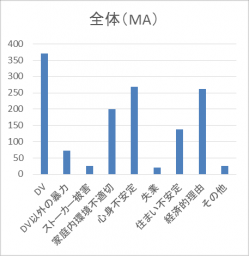 全体（MA）
400
350
300
250
200
150
100
50
0
DV
DV以外の暴力
ストーカー被害
家庭内環境不適切
心身不安定
失業
住まい不安定
経済的理由
その他